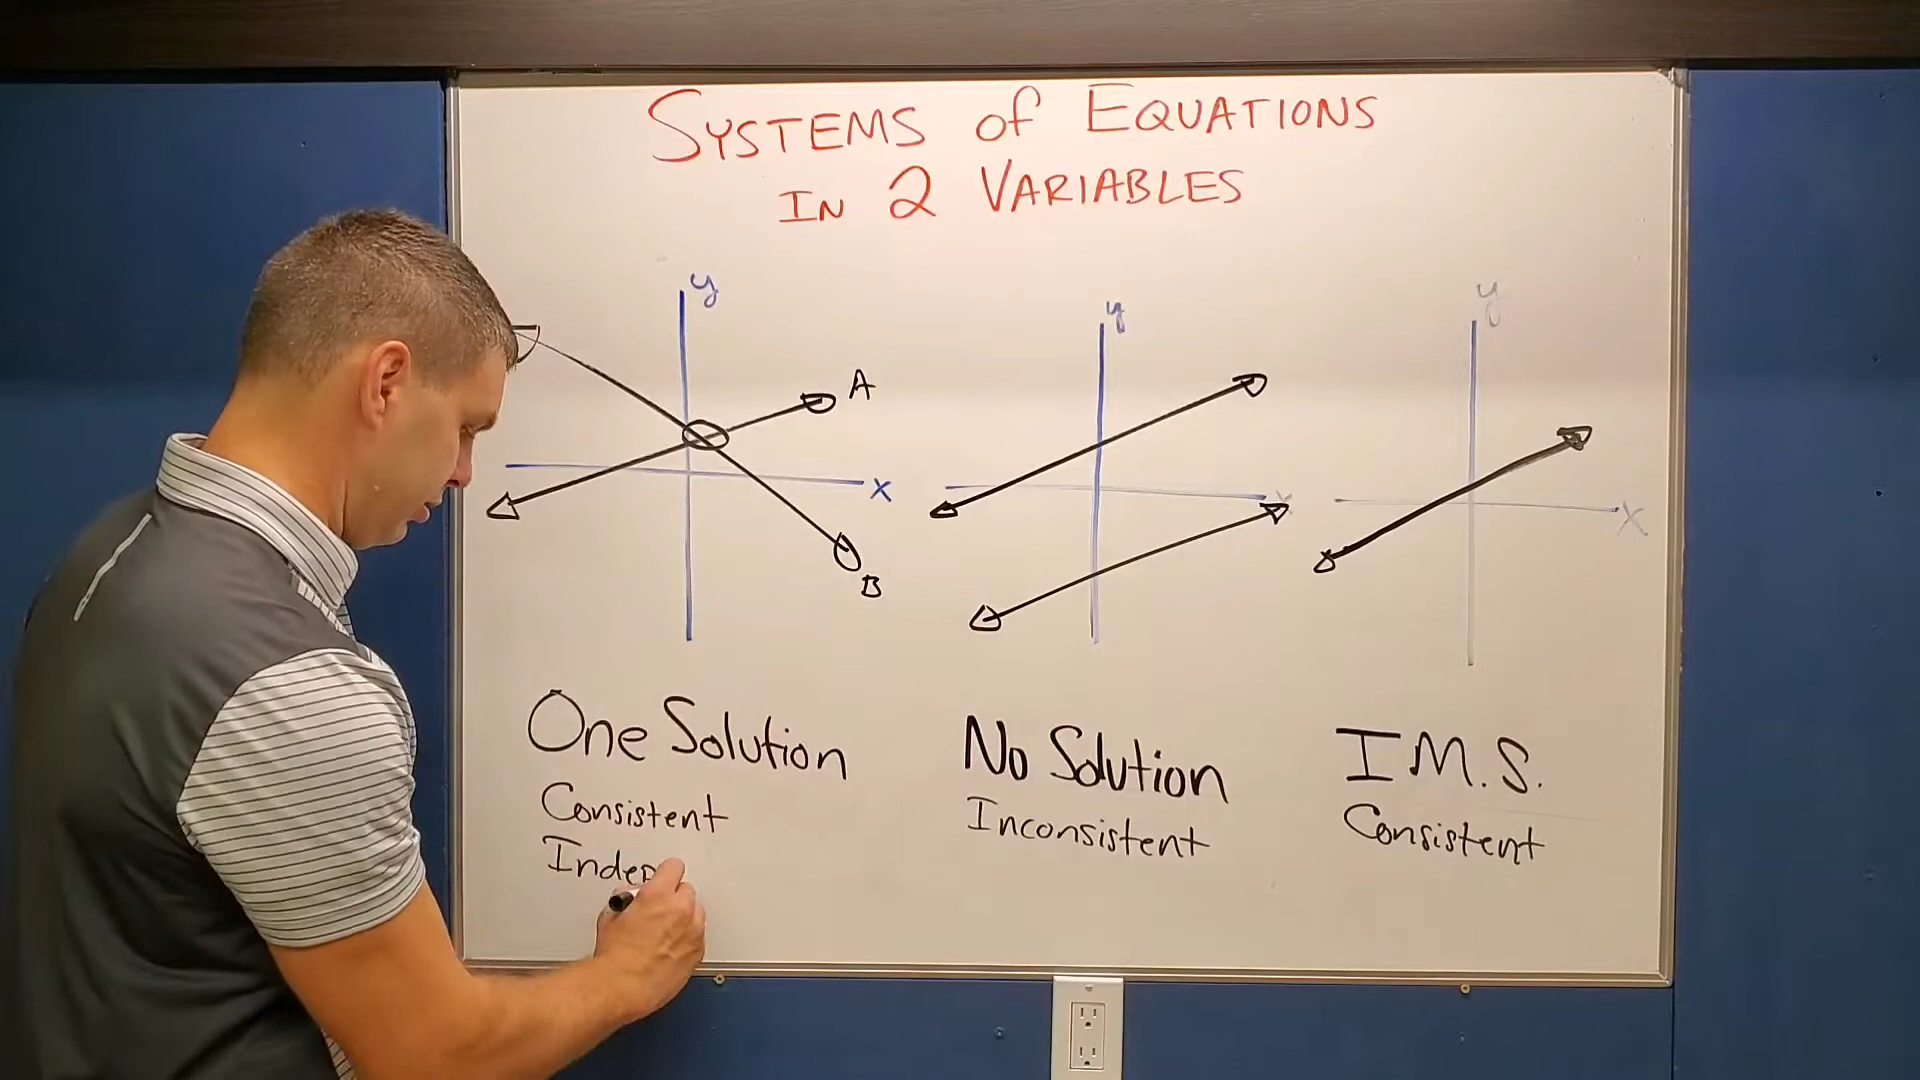 SYSTEMS of EQUATIONS
IN 2 VARIABLES
y
A
x
B
y
x
y
x
One Solution
Consistent
Indep
No Solution
Inconsistent
I M. S.
Consistent